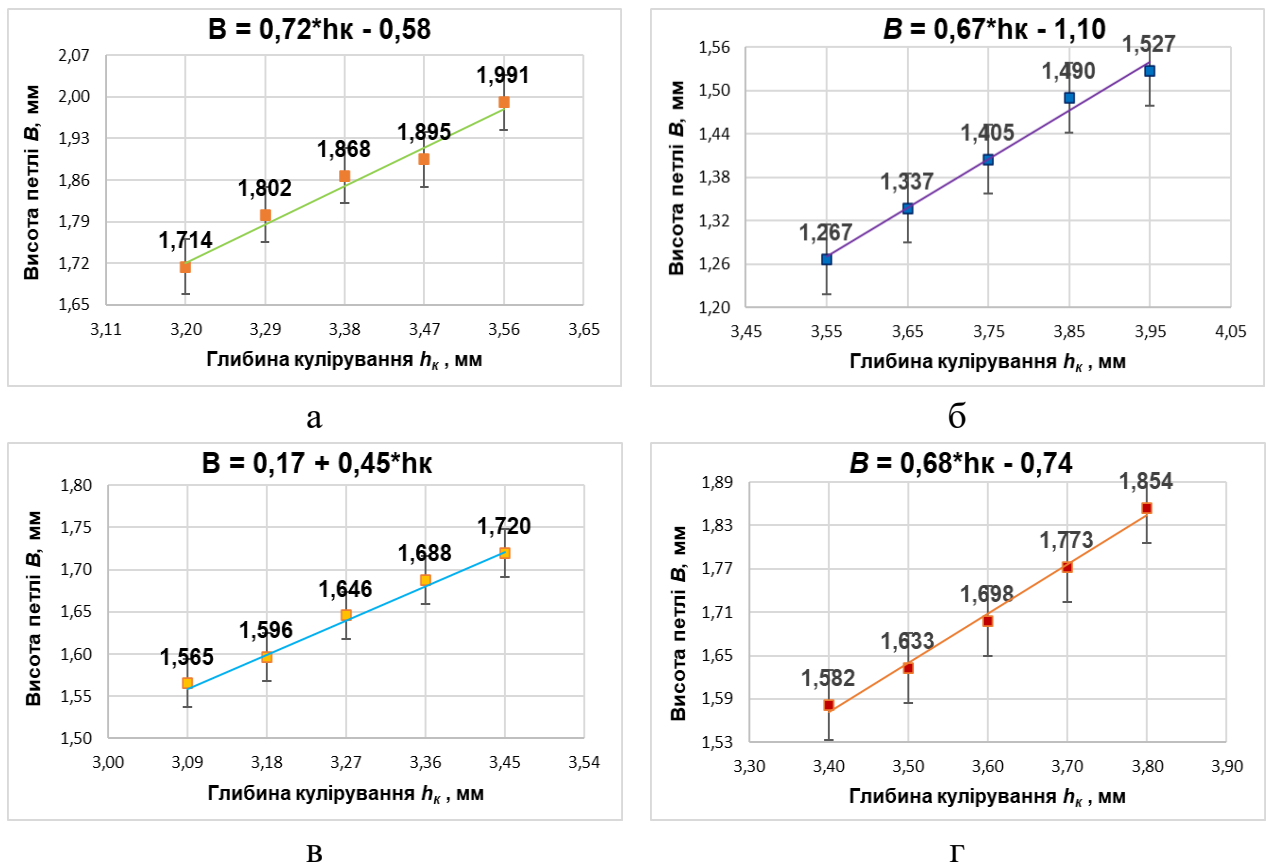 B = 0,72*hк - 0,58
2,07
2,00
1,93
1,86
1,79
1,72
1,65
Висота петлі B, мм
1,714
1,802
1,868
1,895
1,991
3,11 3,20 3,29 3,38 3,47 3,56 3,65
Глибина кулірування hк , мм
а
B = 0,67*hк - 1,10
1,56
1,50
1,44
1,38
1,32
1,26
1,20
Висота петлі B, мм
1,267
1,337
1,405
1,490
1,527
3,45 3,55 3,65 3,75 3,85 3,95 4,05
Глибина кулірування hк , мм
б
B = 0,17 + 0,45*hк
1,80
1,75
1,70
1,65
1,60
1,55
1,50
Висота петлі B, мм
1,565
1,596
1,646
1,688
1,720
3,00 3,09 3,18 3,27 3,36 3,45 3,54
Глибина кулірування hк , мм
в
B = 0,68*hк - 0,74
1,89
1,83
1,77
1,71
1,65
1,59
1,53
Висота петлі B, мм
1,582
1,633
1,698
1,773
1,854
3,30 3,40 3,50 3,60 3,70 3,80 3,90
Глибина кулірування hк , мм
г